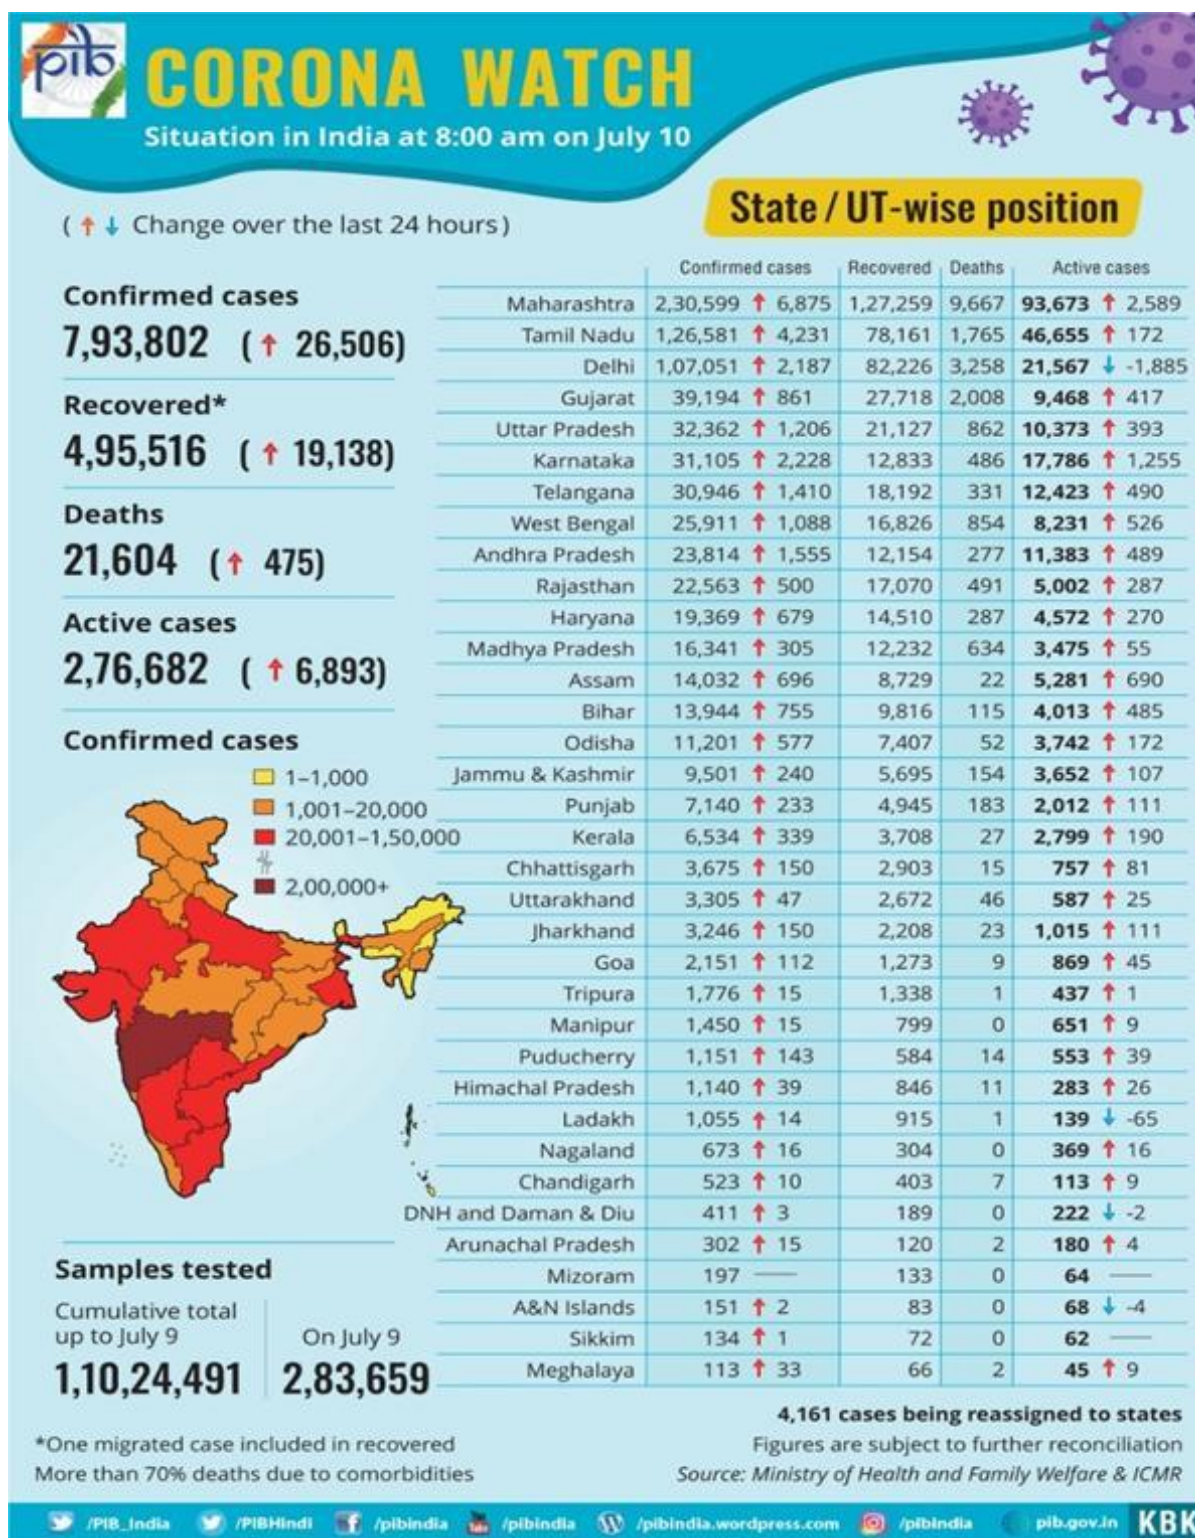 pib
CORONA WATCH
Situation in India at 8:00 am on July 10
( ↑ ↓ Change over the last 24 hours )
Confirmed cases
7,93,802 ( ↑ 26,506)
Recovered*
4,95,516 ( ↑ 19,138)
Deaths
21,604 ( ↑ 475)
Active cases
2,76,682 ( ↑ 6,893)
Confirmed cases
1–1,000
1,001–20,000
20,001–1,50,000
2,00,000+
Samples tested
Cumulative total
up to July 9
1,10,24,491
On July 9
2,83,659
State / UT-wise position
Confirmed cases Recovered Deaths Active cases
Maharashtra 2,30,599 ↑ 6,875 1,27,259 9,667 93,673 ↑ 2,589
Tamil Nadu 1,26,581 ↑ 4,231 78,161 1,765 46,655 ↑ 172
Delhi 1,07,051 ↑ 2,187 82,226 3,258 21,567 ↓ -1,885
Gujarat 39,194 ↑ 861 27,718 2,008 9,468 ↑ 417
Uttar Pradesh 32,362 ↑ 1,206 21,127 862 10,373 ↑ 393
Karnataka 31,105 ↑ 2,228 12,833 486 17,786 ↑ 1,255
Telangana 30,946 ↑ 1,410 18,192 331 12,423 ↑ 490
West Bengal 25,911 ↑ 1,088 16,826 854 8,231 ↑ 526
Andhra Pradesh 23,814 ↑ 1,555 12,154 277 11,383 ↑ 489
Rajasthan 22,563 ↑ 500 17,070 491 5,002 ↑ 287
Haryana 19,369 ↑ 679 14,510 287 4,572 ↑ 270
Madhya Pradesh 16,341 ↑ 305 12,232 634 3,475 ↑ 55
Assam 14,032 ↑ 696 8,729 22 5,281 ↑ 690
Bihar 13,944 ↑ 755 9,816 115 4,013 ↑ 485
Odisha 11,201 ↑ 577 7,407 52 3,742 ↑ 172
Jammu & Kashmir 9,501 ↑ 240 5,695 154 3,652 ↑ 107
Punjab 7,140 ↑ 233 4,945 183 2,012 ↑ 111
Kerala 6,534 ↑ 339 3,708 27 2,799 ↑ 190
Chhattisgarh 3,675 ↑ 150 2,903 15 757 ↑ 81
Uttarakhand 3,305 ↑ 47 2,672 46 587 ↑ 25
Jharkhand 3,246 ↑ 150 2,208 23 1,015 ↑ 111
Goa 2,151 ↑ 112 1,273 9 869 ↑ 45
Tripura 1,776 ↑ 15 1,338 1 437 ↑ 1
Manipur 1,450 ↑ 15 799 0 651 ↑ 9
Puducherry 1,151 ↑ 143 584 14 553 ↑ 39
Himachal Pradesh 1,140 ↑ 39 846 11 283 ↑ 26
Ladakh 1,055 ↑ 14 915 1 139 ↓ -65
Nagaland 673 ↑ 16 304 0 369 ↑ 16
Chandigarh 523 ↑ 10 403 7 113 ↑ 9
DNH and Daman & Diu 411 ↑ 3 189 0 222 ↓ -2
Arunachal Pradesh 302 ↑ 15 120 2 180 ↑ 4
Mizoram 197 — 133 0 64 —
A&N Islands 151 ↑ 2 83 0 68 ↓ -4
Sikkim 134 ↑ 1 72 0 62 —
Meghalaya 113 ↑ 33 66 2 45 ↑ 9
4,161 cases being reassigned to states
Figures are subject to further reconciliation
Source: Ministry of Health and Family Welfare & ICMR
*One migrated case included in recovered
More than 70% deaths due to comorbidities
/PIB_India /PIBHindi /pibindia /pibindia /pibindia.wordpress.com /pibindia pib.gov.in KBK